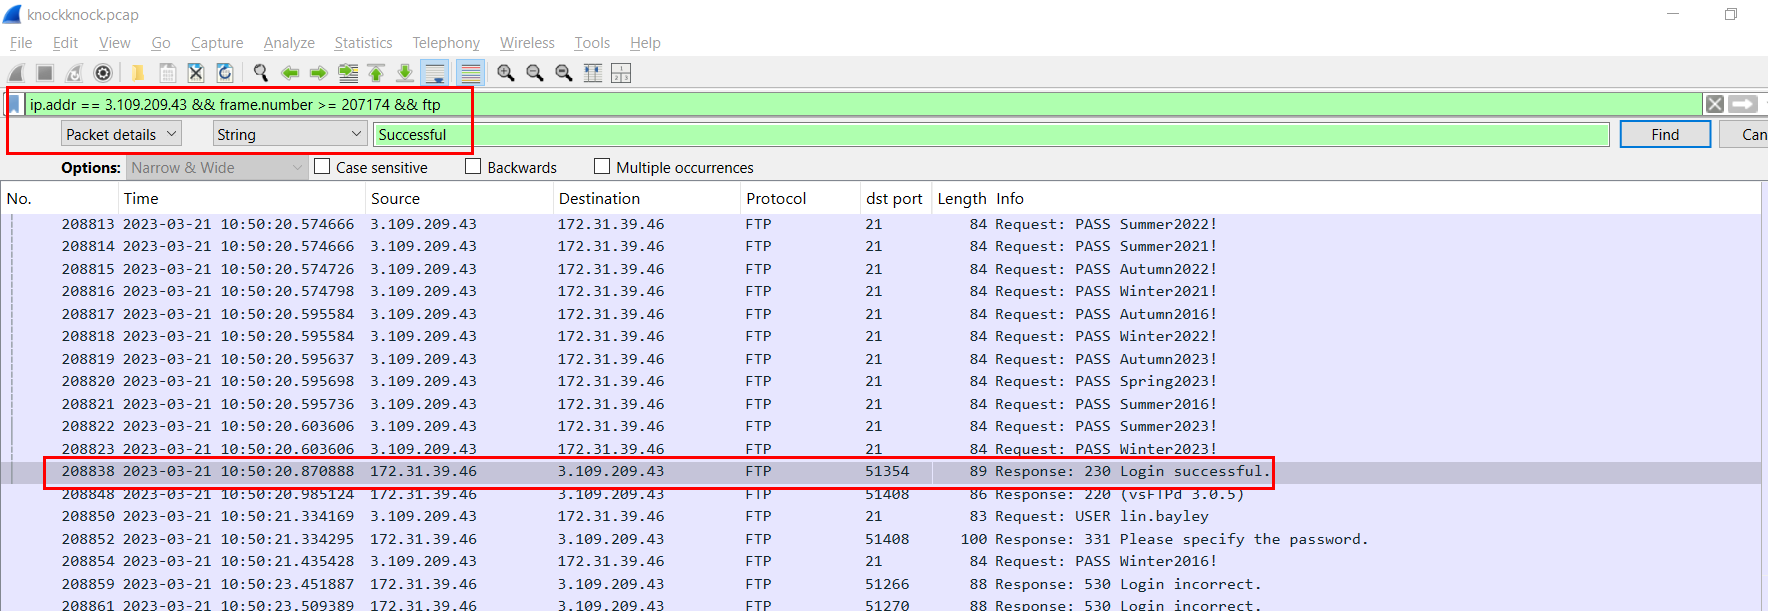 knockknock.pcap
File Edit View Go Capture Analyze Statistics Telephony Wireless Tools Help
ip.addr == 3.109.209.43 && frame.number >= 207174 && ftp
Packet details String Successful Find Can
Options: Narrow & Wide Case sensitive Backwards Multiple occurrences
No. Time Source Destination Protocol dst port Length Info
208813 2023-03-21 10:50:20.574666 3.109.209.43 172.31.39.46 FTP 21 84 Request: PASS Summer2022!
208814 2023-03-21 10:50:20.574666 3.109.209.43 172.31.39.46 FTP 21 84 Request: PASS Summer2021!
208815 2023-03-21 10:50:20.574726 3.109.209.43 172.31.39.46 FTP 21 84 Request: PASS Autumn2022!
208816 2023-03-21 10:50:20.574798 3.109.209.43 172.31.39.46 FTP 21 84 Request: PASS Winter2021!
208817 2023-03-21 10:50:20.595584 3.109.209.43 172.31.39.46 FTP 21 84 Request: PASS Autumn2016!
208818 2023-03-21 10:50:20.595584 3.109.209.43 172.31.39.46 FTP 21 84 Request: PASS Winter2022!
208819 2023-03-21 10:50:20.595637 3.109.209.43 172.31.39.46 FTP 21 84 Request: PASS Autumn2023!
208820 2023-03-21 10:50:20.595698 3.109.209.43 172.31.39.46 FTP 21 84 Request: PASS Spring2023!
208821 2023-03-21 10:50:20.595736 3.109.209.43 172.31.39.46 FTP 21 84 Request: PASS Summer2016!
208822 2023-03-21 10:50:20.603606 3.109.209.43 172.31.39.46 FTP 21 84 Request: PASS Summer2023!
208823 2023-03-21 10:50:20.603606 3.109.209.43 172.31.39.46 FTP 21 84 Request: PASS Winter2023!
208838 2023-03-21 10:50:20.870888 172.31.39.46 3.109.209.43 FTP 51354 89 Response: 230 Login successful.
208848 2023-03-21 10:50:20.985124 172.31.39.46 3.109.209.43 FTP 51408 86 Response: 220 (vsFTPd 3.0.5)
208850 2023-03-21 10:50:21.334169 3.109.209.43 172.31.39.46 FTP 21 83 Request: USER lin.bayley
208852 2023-03-21 10:50:21.334295 172.31.39.46 3.109.209.43 FTP 51408 100 Response: 331 Please specify the password.
208854 2023-03-21 10:50:21.435428 3.109.209.43 172.31.39.46 FTP 21 84 Request: PASS Winter2016!
208859 2023-03-21 10:50:23.451887 172.31.39.46 3.109.209.43 FTP 51266 88 Response: 530 Login incorrect.
208861 2023-03-21 10:50:23.509389 172.31.39.46 3.109.209.43 FTP 51270 88 Response: 530 Login incorrect.